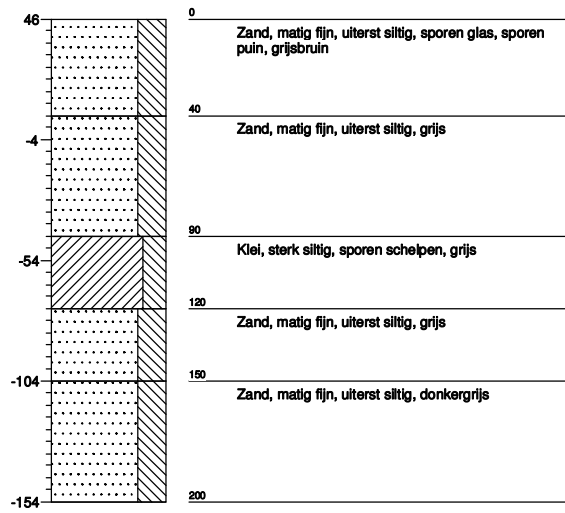 46
0
Zand, matig fijn, uiterst siltig, sporen glas, sporen
puin, grijsbruin
40
Zand, matig fijn, uiterst siltig, grijs
-4
90
Klei, sterk siltig, sporen schelpen, grijs
-54
120
Zand, matig fijn, uiterst siltig, grijs
-104
150
Zand, matig fijn, uiterst siltig, donkergrijs
-154
200